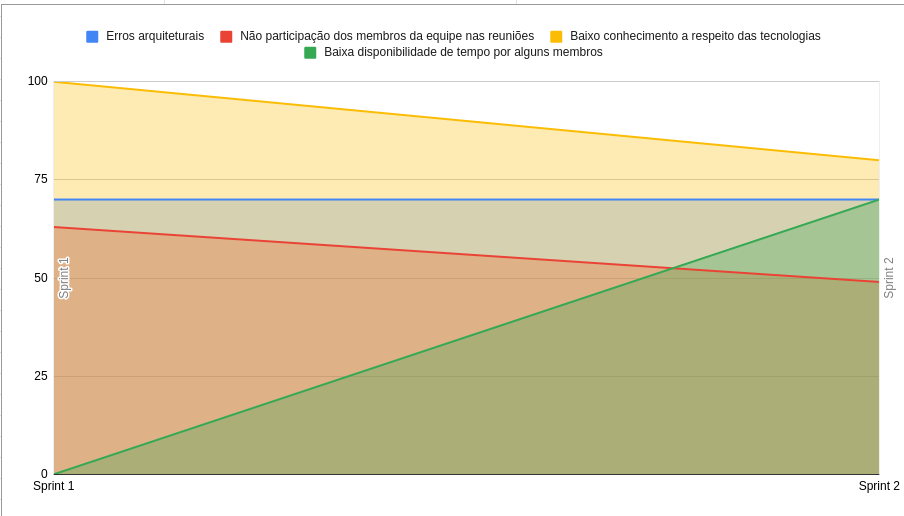 Erros arquiteturais Não participação dos membros da equipe nas reuniões Baixo conhecimento a respeito das tecnologias
Baixa disponibilidade de tempo por alguns membros
100
75
50
25
0
Sprint 1
Sprint 2
Sprint 1 Sprint 2